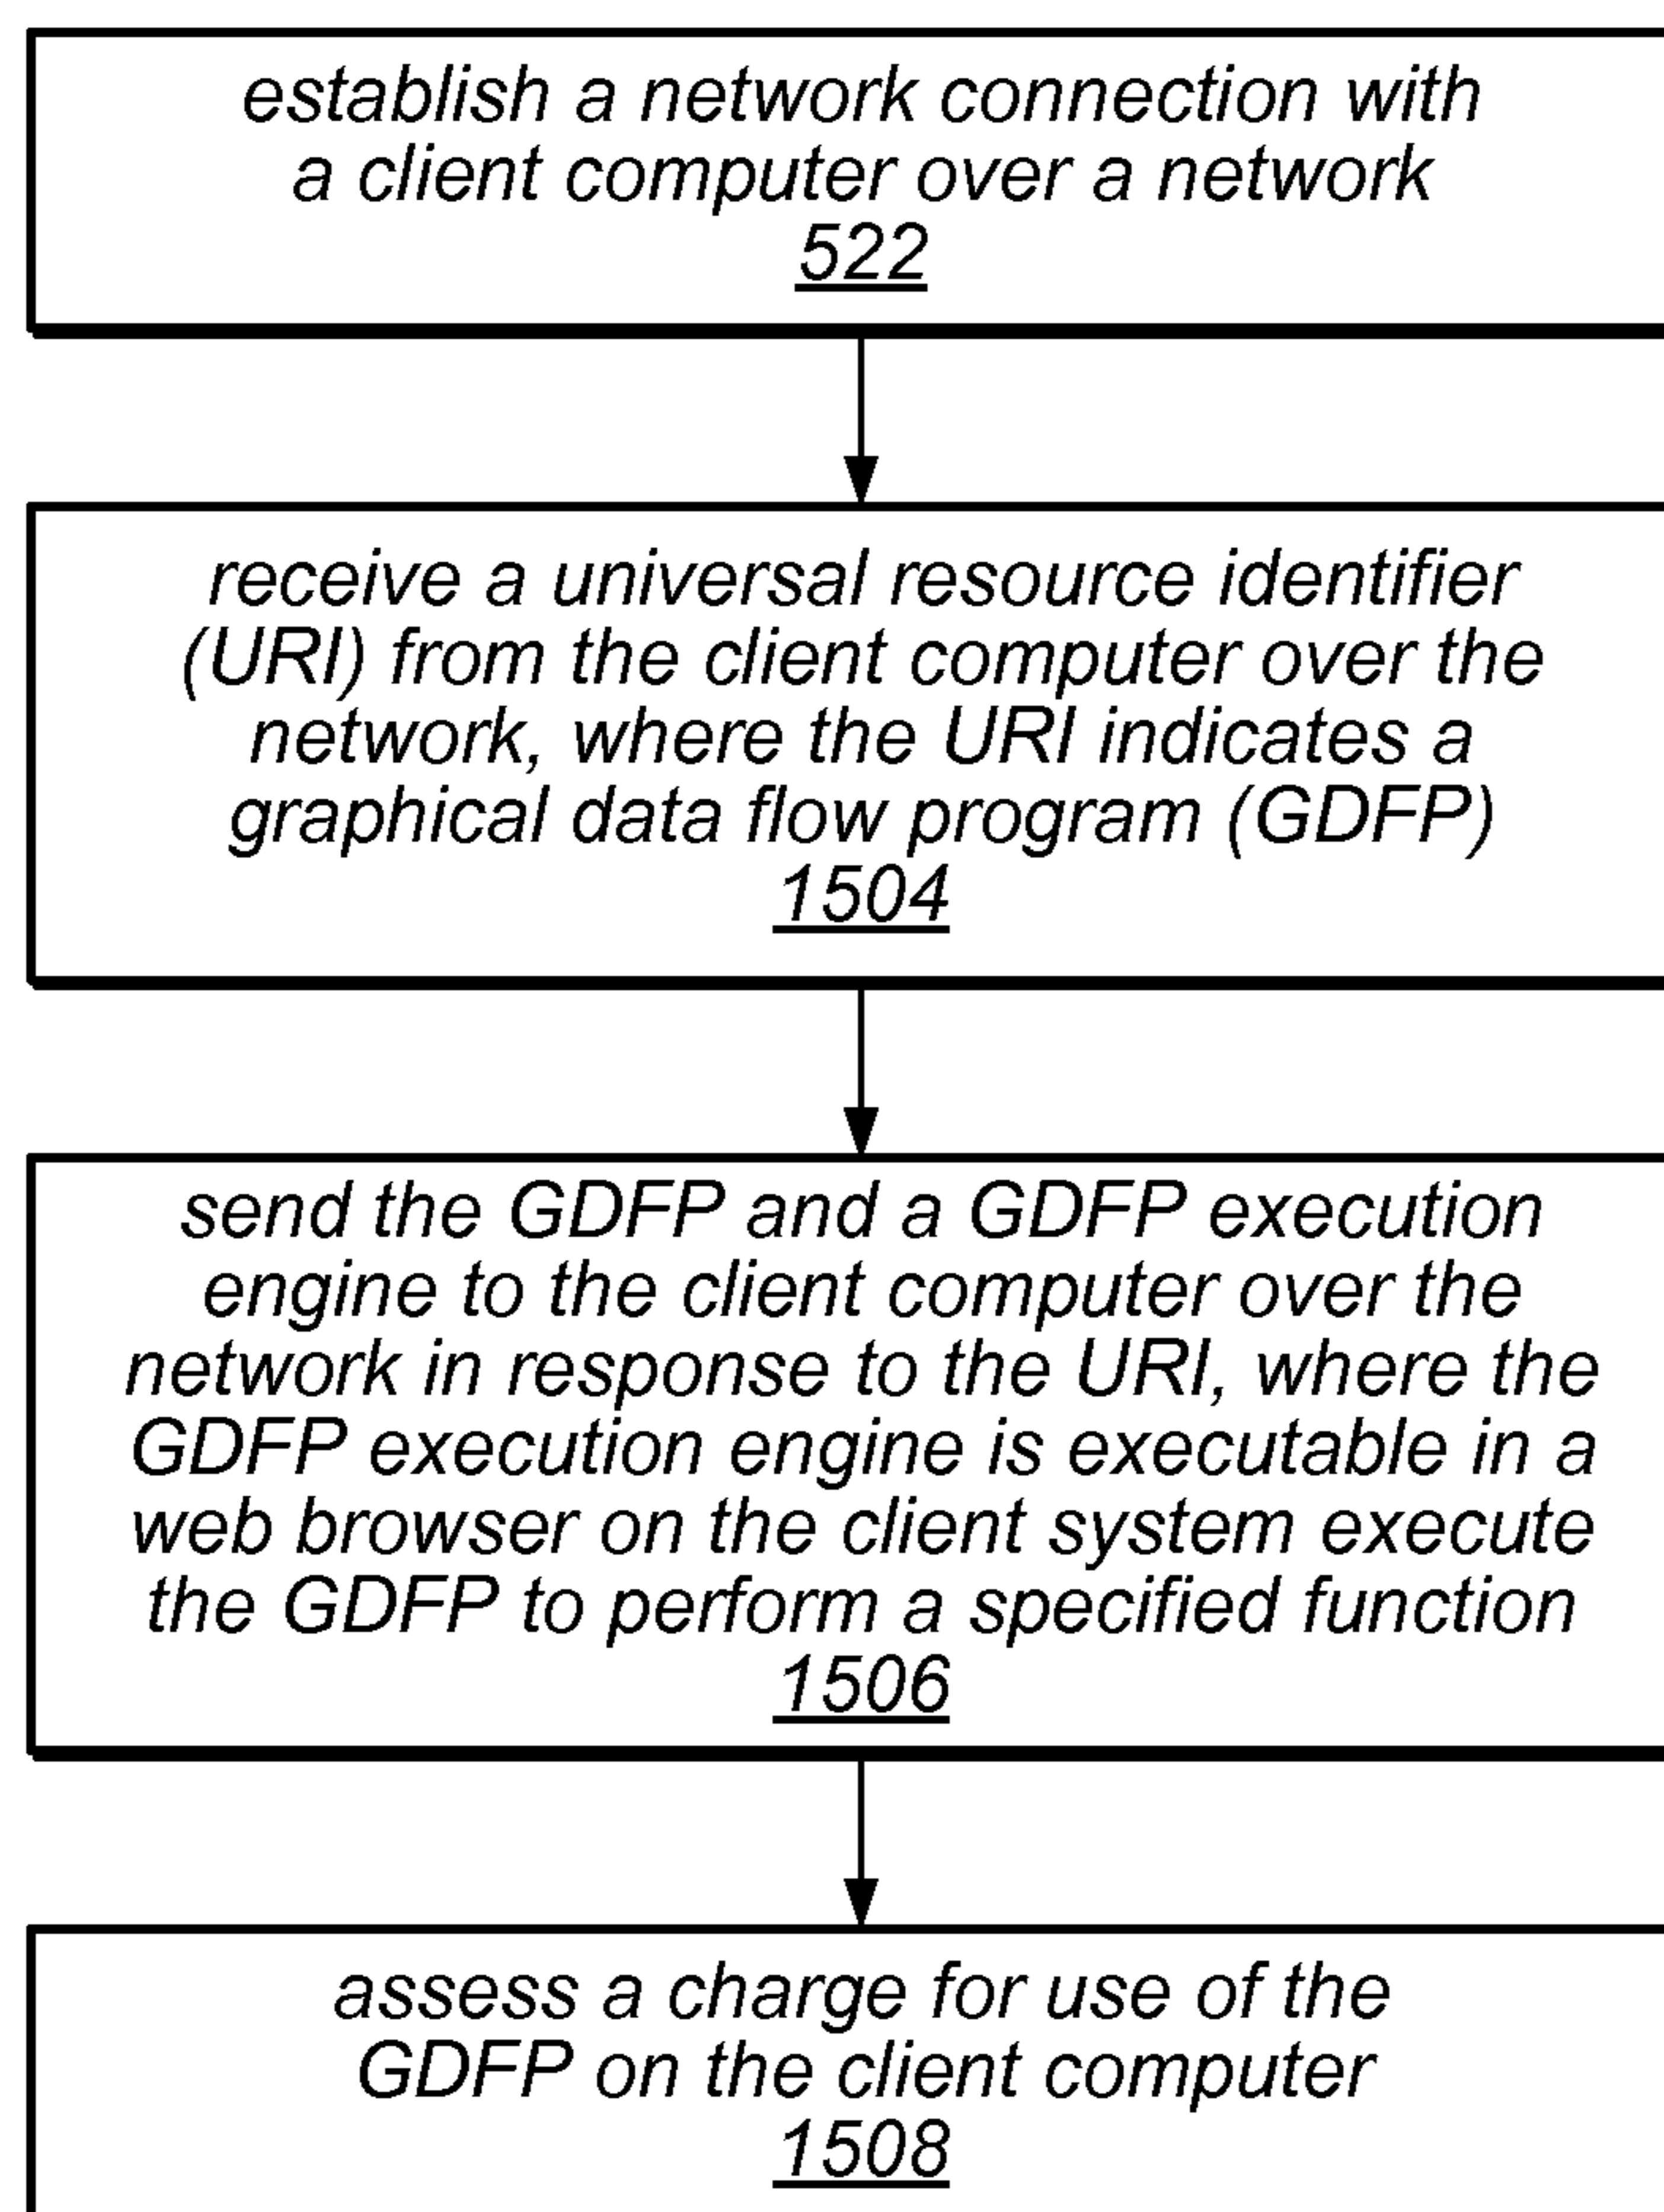 establish a network connection with
a client computer over a network
522
receive a universal resource identifier
(URI) from the client computer over the
network, where the URI indicates a
graphical data flow program (GDFP)
1504
send the GDFP and a GDFP execution
engine to the client computer over the
network in response to the URI, where the
GDFP execution engine is executable in a
web browser on the client system execute
the GDFP to perform a specified function
1506
assess a charge for use of the
GDFP on the client computer
1508